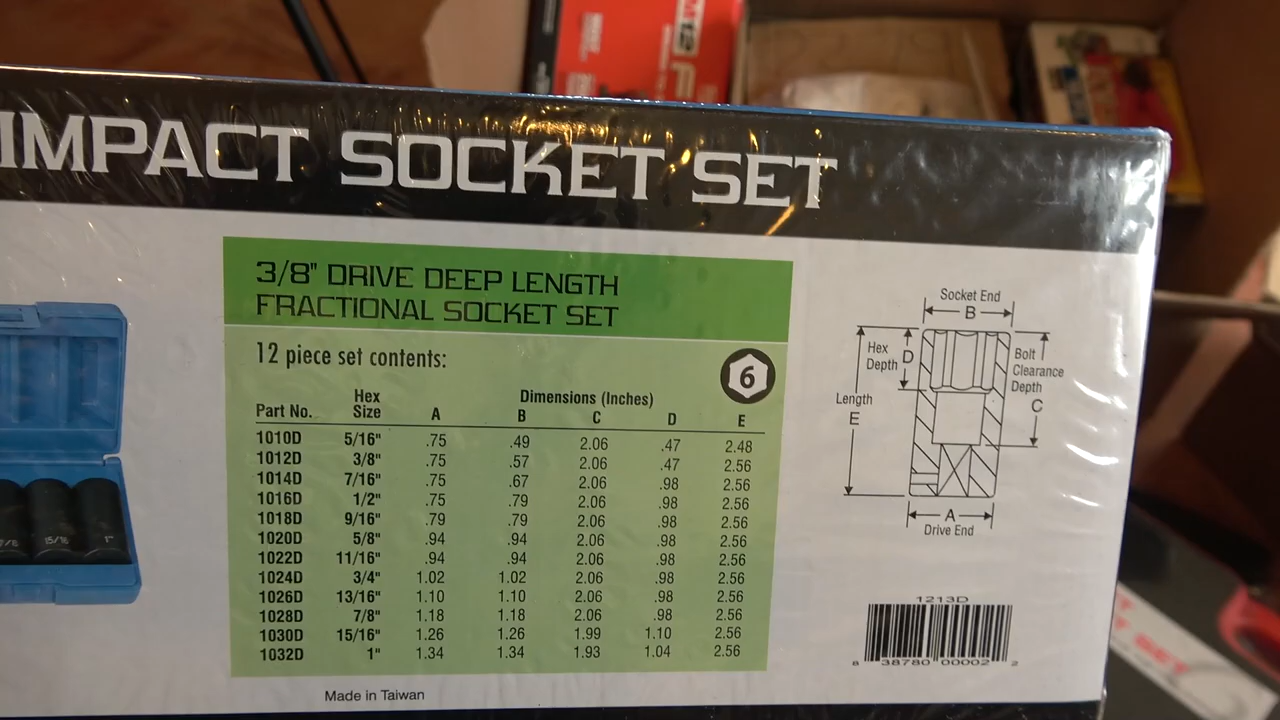 IMPACT SOCKET SET
3/8" DRIVE DEEP LENGTH
FRACTIONAL SOCKET SET
12 piece set contents:
6
Hex Dimensions (Inches)
Part No. Size A B C D E
1010D 5/16" .75 .49 2.06 .47 2.48
1012D 3/8" .75 .57 2.06 .47 2.56
1014D 7/16" .75 .67 2.06 .98 2.56
1016D 1/2" .75 .79 2.06 .98 2.56
1018D 9/16" .79 .79 2.06 .98 2.56
1020D 5/8" .94 .94 2.06 .98 2.56
1022D 11/16" .94 .94 2.06 .98 2.56
1024D 3/4" 1.02 1.02 2.06 .98 2.56
1026D 13/16" 1.10 1.10 2.06 .98 2.56
1028D 7/8" 1.18 1.18 2.06 .98 2.56
1030D 15/16" 1.26 1.26 1.99 1.10 2.56
1032D 1" 1.34 1.34 1.93 1.04 2.56
Made in Taiwan
Socket End
B
Hex
Depth
D
Bolt
Clearance
Depth
C
Length
E
A
Drive End
1213D
8 38780 00002 2
15/16 1"
M12
SET